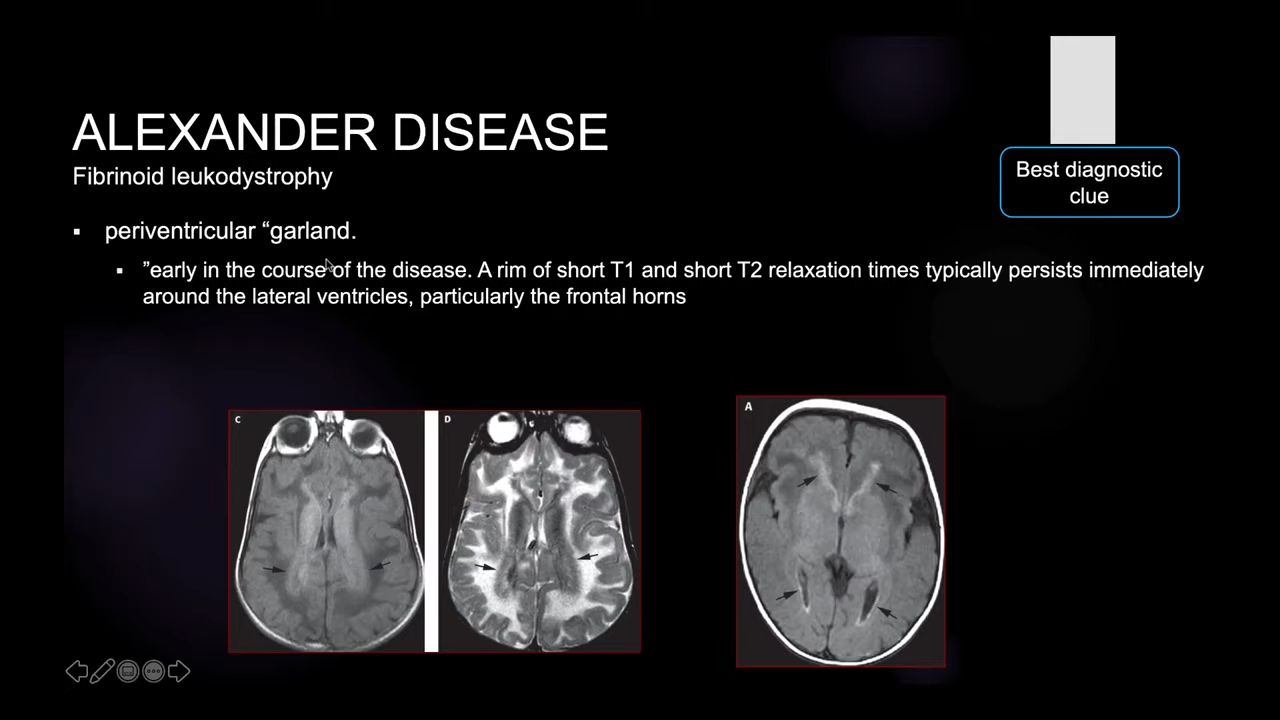 ALEXANDER DISEASE
Fibrinoid leukodystrophy
Best diagnostic
clue
▪ periventricular “garland.
▪ ”early in the course of the disease. A rim of short T1 and short T2 relaxation times typically persists immediately
around the lateral ventricles, particularly the frontal horns
C
D
A